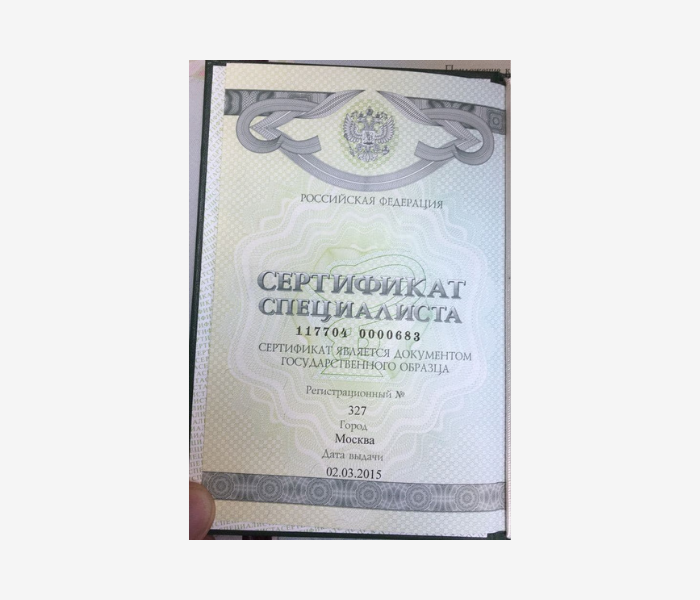 Приложение к
РОССИЙСКАЯ ФЕДЕРАЦИЯ
СЕРТИФИКАТ
СПЕЦИАЛИСТА
117704 0000683
СЕРТИФИКАТ ЯВЛЯЕТСЯ ДОКУМЕНТОМ
ГОСУДАРСТВЕННОГО ОБРАЗЦА
Регистрационный №
327
Город
Москва
Дата выдачи
02.03.2015